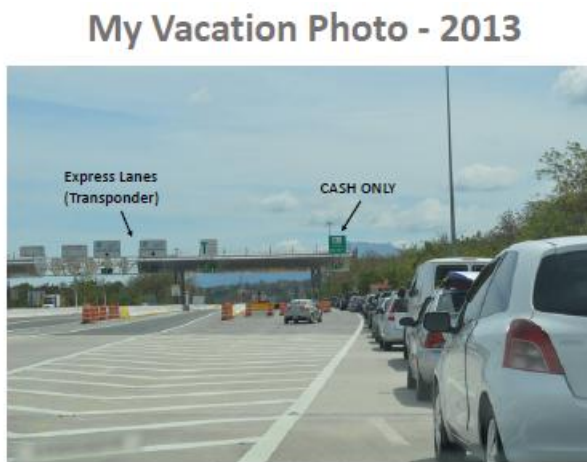 My Vacation Photo - 2013
Express Lanes
(Transponder)
CASH ONLY